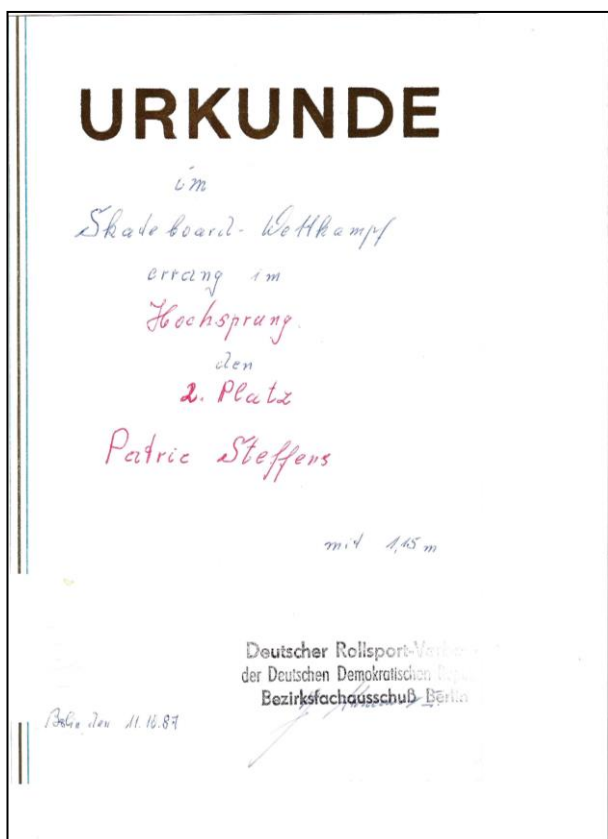 URKUNDE
im
Skateboard-Wettkampf
errang im
Hochsprung
den
2. Platz
Patric Steffens
mit 1,15 m
Deutscher Rollsport-
der Deutschen Demokratischen
Bezirksfachausschuß Berlin
Berlin, den 11.10.87